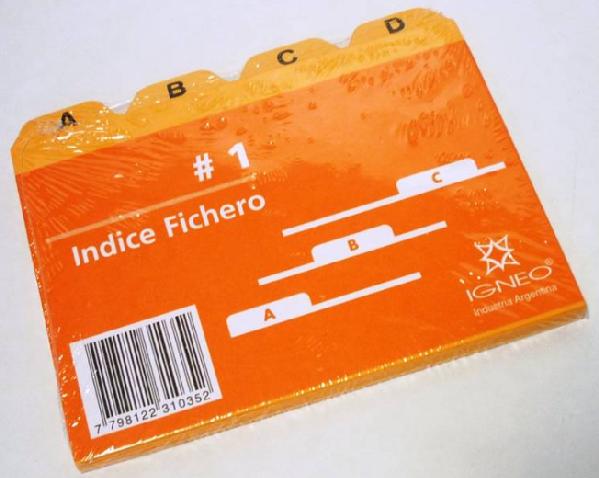 A B C D
# 1
Indice Fichero
C
B
A
IGNEO®
Industria Argentina
7 798122 310352